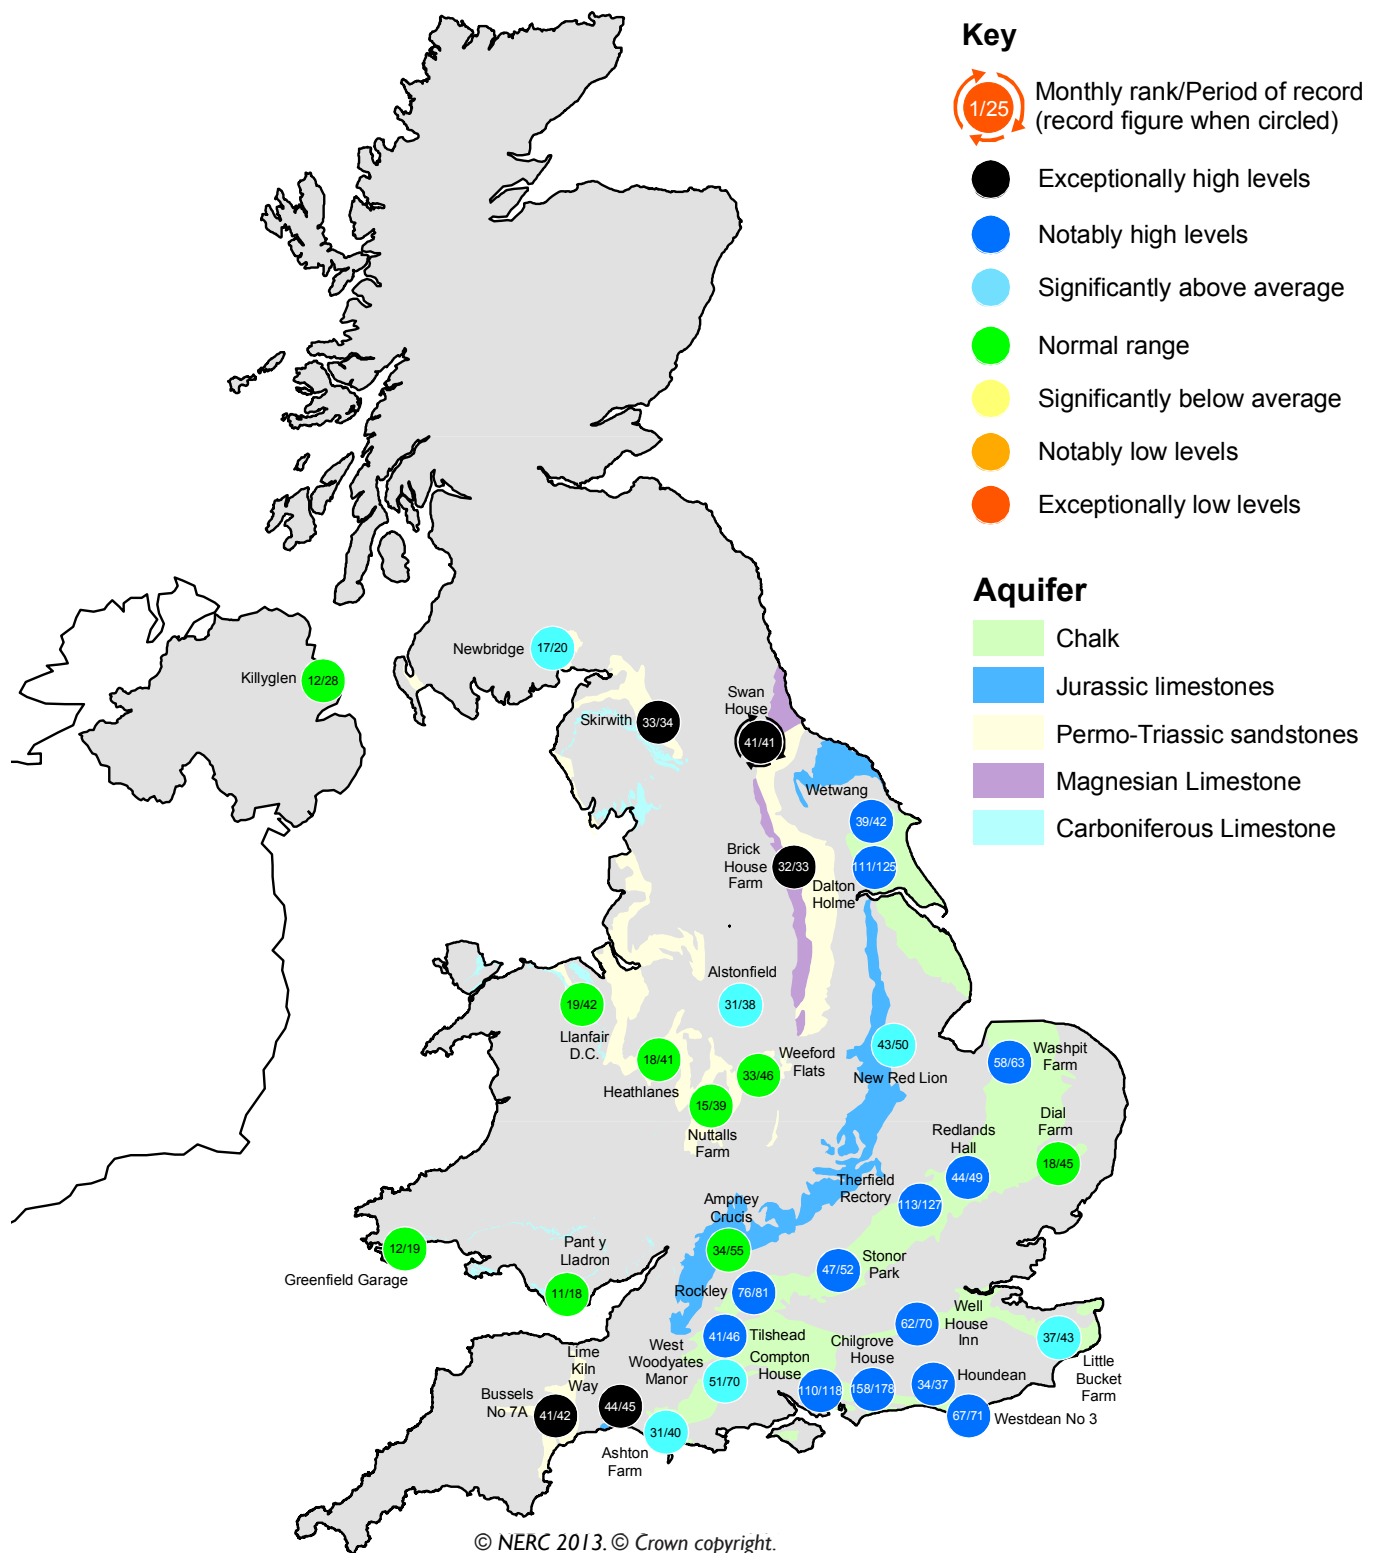 Key
1/25
Monthly rank/Period of record
(record figure when circled)
Exceptionally high levels
Notably high levels
Significantly above average
Normal range
Significantly below average
Notably low levels
Exceptionally low levels
Aquifer
Chalk
Jurassic limestones
Permo-Triassic sandstones
Magnesian Limestone
Carboniferous Limestone
Newbridge
17/20
Killyglen
12/28
Skirwith
33/34
Swan
House
41/41
Wetwang
39/42
Brick
House
Farm
32/33
111/125
Dalton
Holme
Alstonfield
31/38
19/42
Llanfair
D.C.
18/41
Heathlanes
33/46
Weeford
Flats
15/39
Nuttalls
Farm
43/50
New Red Lion
58/63
Washpit
Farm
Dial
Farm
18/45
Redlands
Hall
44/49
Therfield
Rectory
113/127
Ampney
Crucis
34/55
Stonor
Park
47/52
Rockley
76/81
12/19
Greenfield Garage
Pant y
Lladron
11/18
41/46
Tilshead
Well
House
Inn
62/70
37/43
Little
Bucket
Farm
West
Woodyates
Manor
51/70
Compton
House
110/118
Chilgrove
House
158/178
34/37
Houndean
67/71
Westdean No 3
Lime
Kiln
Way
44/45
Bussels
No 7A
41/42
31/40
Ashton
Farm
© NERC 2013. © Crown copyright.